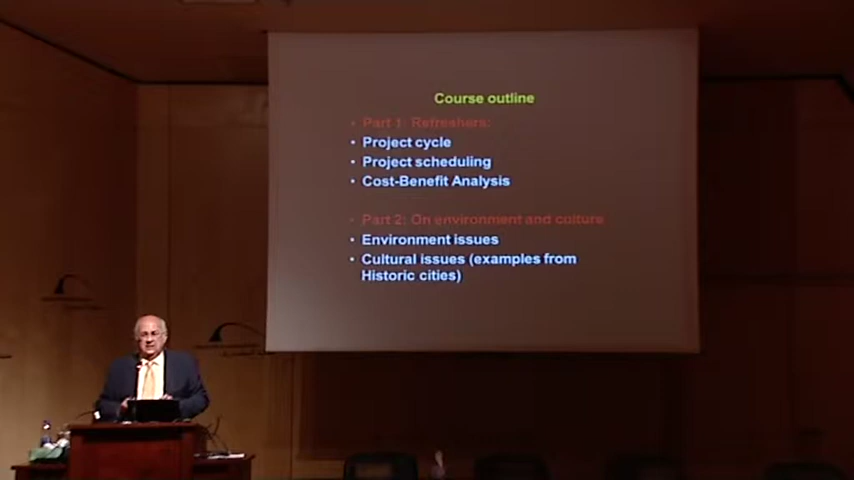 Course outline
• Part 1: Refreshers:
• Project cycle
• Project scheduling
• Cost-Benefit Analysis
• Part 2: On environment and culture
• Environment issues
• Cultural issues (examples from
Historic cities)